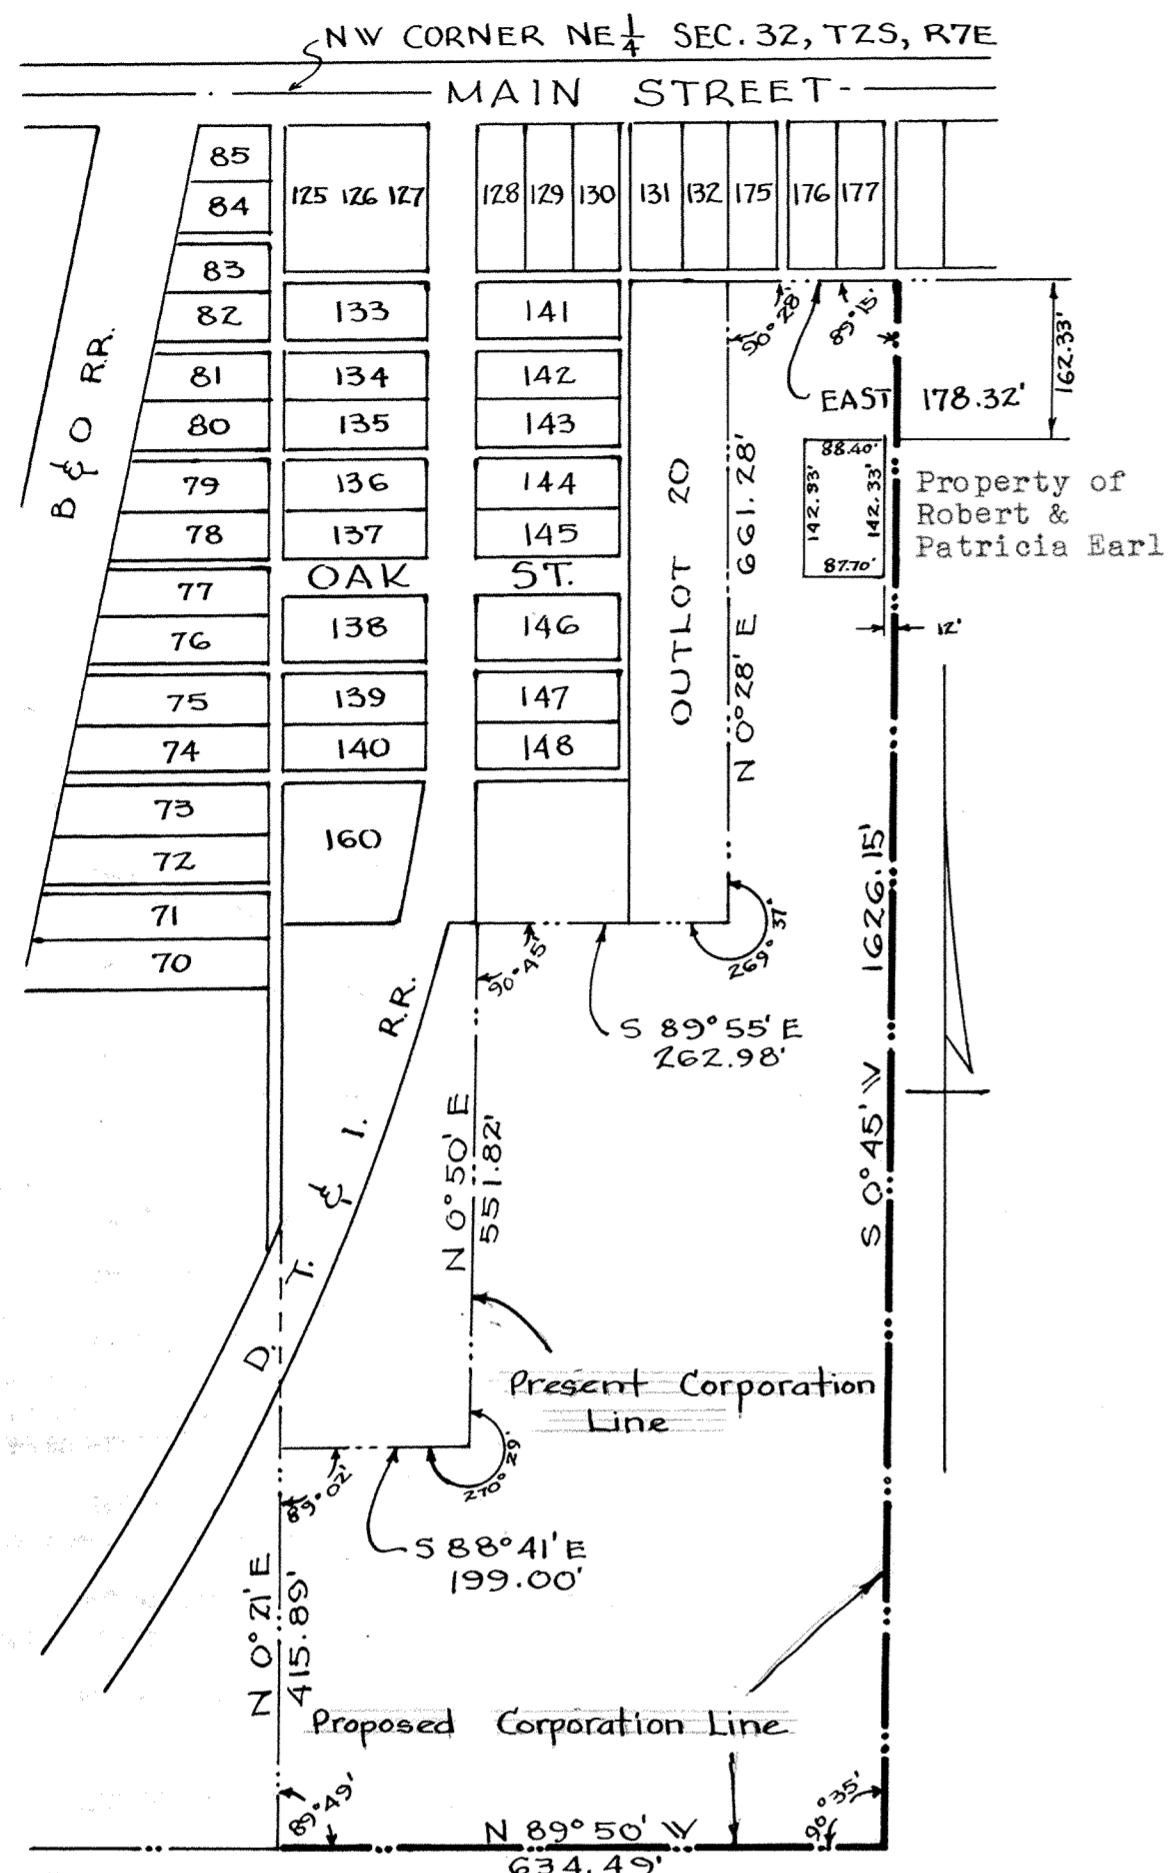 NW CORNER NE 1/4 SEC. 32, T2S, R7E
MAIN STREET
85
84
83
82
81
80
79
78
77
76
75
74
73
72
71
70
B & O R.R.
125 126 127
128 129 130
131 132 175
176 177
133
134
135
136
137
OAK ST.
138
139
140
160
141
142
143
144
145
146
147
148
OUTLOT 20
N 0°28' E 661.28'
90°28'
89°15'
EAST 178.32'
162.33'
88.40'
142.33'
142.33'
87.70'
Property of
Robert &
Patricia Earl
12'
S 0°45' W 1626.15'
269° 37'
90°45'
S 89°55' E
262.98'
D. T. & I. R.R.
N 0°50' E
551.82'
Present Corporation
Line
270° 29'
89°02'
S 88°41' E
199.00'
N 0°21' E
415.89'
Proposed Corporation Line
89°49'
90°35'
N 89°50' W
634.49'